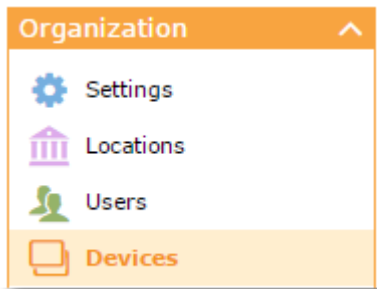 Organization
Settings
Locations
Users
Devices